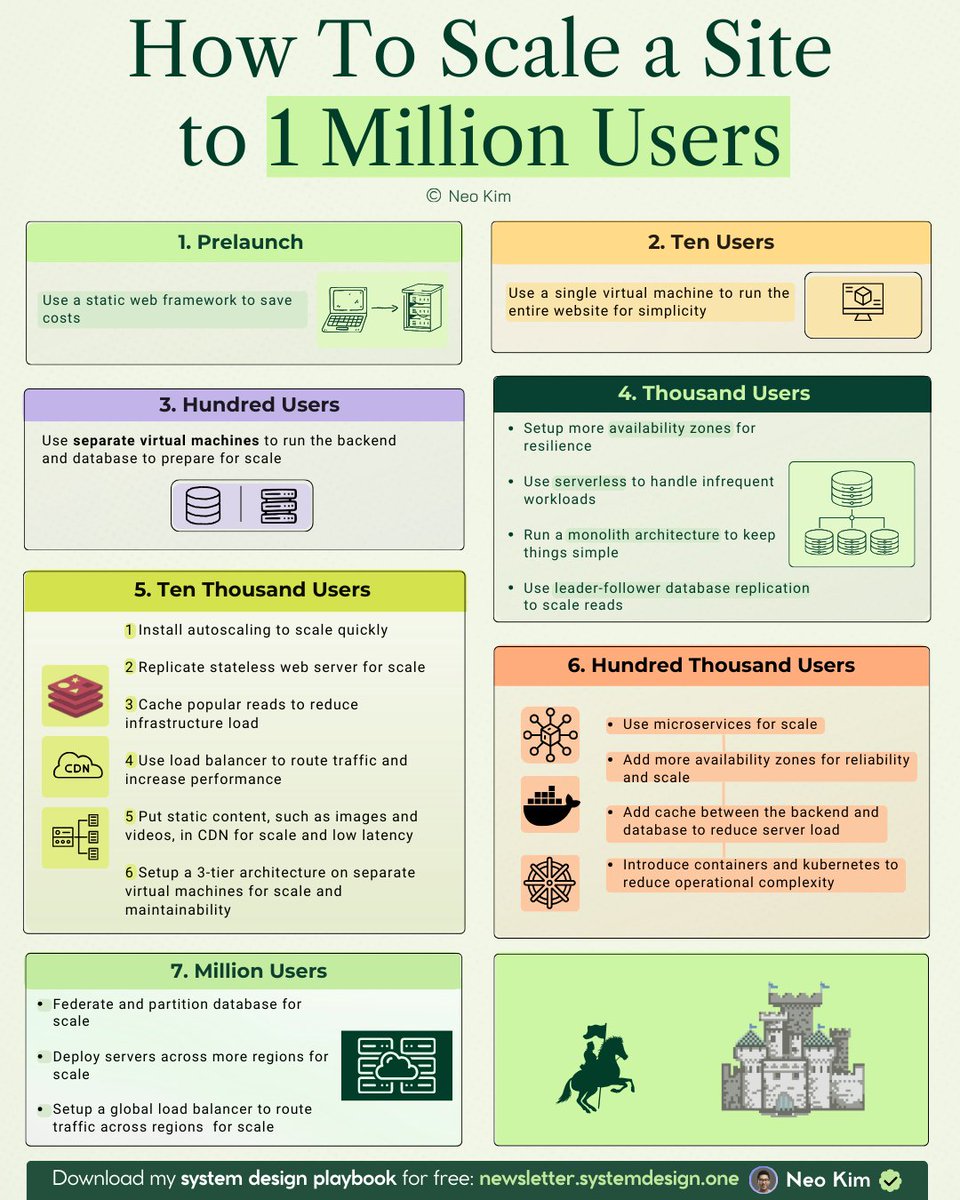 How To Scale a Site
to 1 Million Users
© Neo Kim
1. Prelaunch
Use a static web framework to save
costs
2. Ten Users
Use a single virtual machine to run the
entire website for simplicity
3. Hundred Users
Use separate virtual machines to run the backend
and database to prepare for scale
4. Thousand Users
• Setup more availability zones for
resilience
• Use serverless to handle infrequent
workloads
• Run a monolith architecture to keep
things simple
• Use leader-follower database replication
to scale reads
5. Ten Thousand Users
1 Install autoscaling to scale quickly
2 Replicate stateless web server for scale
3 Cache popular reads to reduce
infrastructure load
CDN
4 Use load balancer to route traffic and
increase performance
5 Put static content, such as images and
videos, in CDN for scale and low latency
6 Setup a 3-tier architecture on separate
virtual machines for scale and
maintainability
6. Hundred Thousand Users
• Use microservices for scale
• Add more availability zones for reliability
and scale
• Add cache between the backend and
database to reduce server load
• Introduce containers and kubernetes to
reduce operational complexity
7. Million Users
• Federate and partition database for
scale
• Deploy servers across more regions for
scale
• Setup a global load balancer to route
traffic across regions for scale
Download my system design playbook for free: newsletter.systemdesign.one Neo Kim